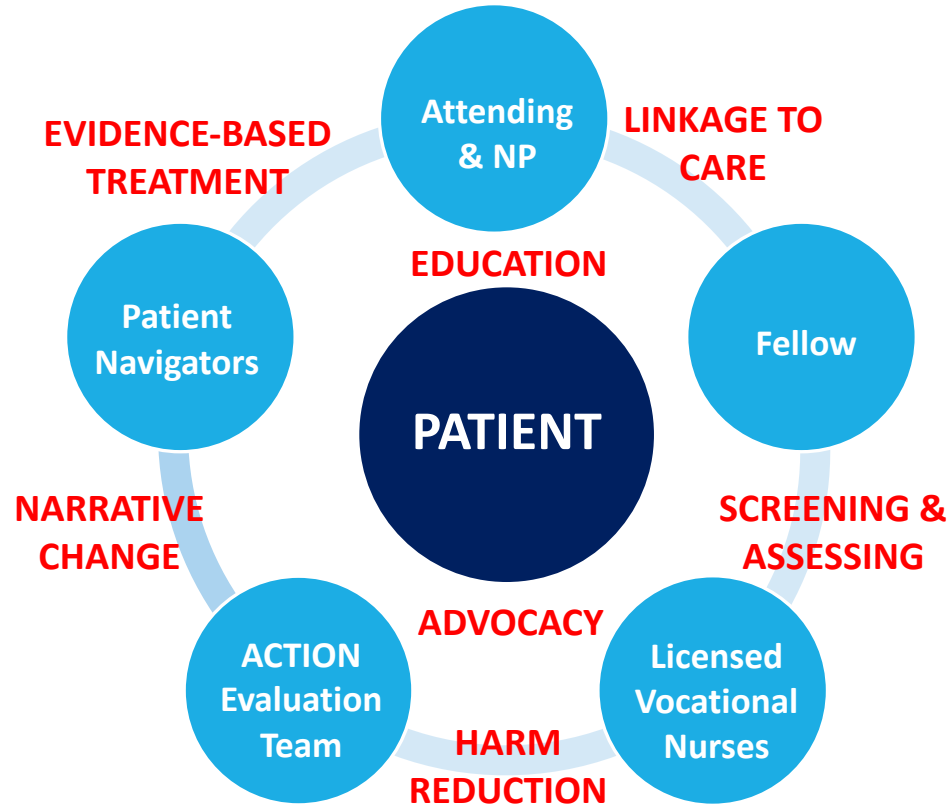 Attending
& NP
EVIDENCE-BASED
TREATMENT
LINKAGE TO
CARE
EDUCATION
Patient
Navigators
Fellow
PATIENT
NARRATIVE
CHANGE
SCREENING &
ASSESSING
ADVOCACY
ACTION
Evaluation
Team
Licensed
Vocational
Nurses
HARM
REDUCTION